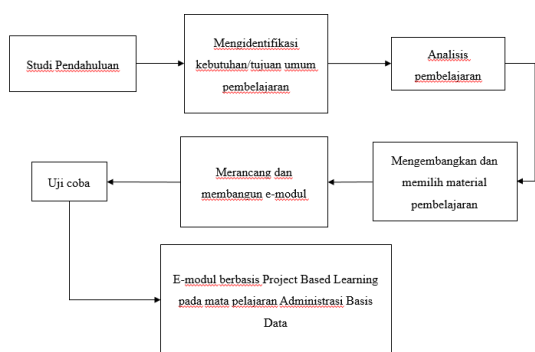 Studi Pendahuluan
Mengidentifikasi
kebutuhan/tujuan umum
pembelajaran
Analisis
pembelajaran
Mengembangkan dan
memilih material
pembelajaran
Merancang dan
membangun e-modul
Uji coba
E-modul berbasis Project Based Learning
pada mata pelajaran Administrasi Basis
Data